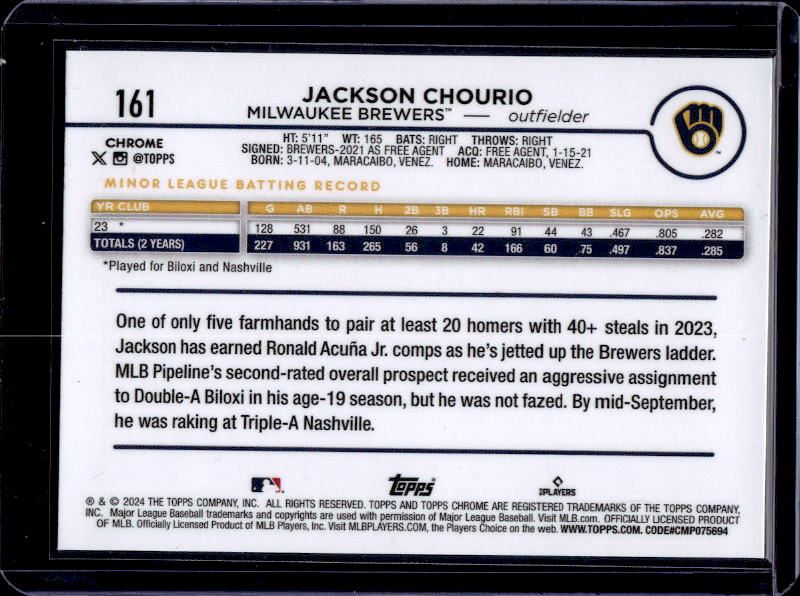 161
JACKSON CHOURIO
MILWAUKEE BREWERS™ — outfielder
CHROME
@TOPPS
HT: 5'11" WT: 165 BATS: RIGHT THROWS: RIGHT
SIGNED: BREWERS-2021 AS FREE AGENT ACQ: FREE AGENT, 1-15-21
BORN: 3-11-04, MARACAIBO, VENEZ. HOME: MARACAIBO, VENEZ.
MINOR LEAGUE BATTING RECORD
YR CLUB G AB R H 2B 3B HR RBI SB BB SLG OPS AVG
23 * 128 531 88 150 26 3 22 91 44 43 .467 .805 .282
TOTALS (2 YEARS) 227 931 163 265 56 8 42 166 60 75 .497 .837 .285
*Played for Biloxi and Nashville
One of only five farmhands to pair at least 20 homers with 40+ steals in 2023,
Jackson has earned Ronald Acuña Jr. comps as he's jetted up the Brewers ladder.
MLB Pipeline's second-rated overall prospect received an aggressive assignment
to Double-A Biloxi in his age-19 season, but he was not fazed. By mid-September,
he was raking at Triple-A Nashville.
Topps
PLAYERS
® & © 2024 THE TOPPS COMPANY, INC. ALL RIGHTS RESERVED. TOPPS AND TOPPS CHROME ARE REGISTERED TRADEMARKS OF THE TOPPS COMPANY,
INC. Major League Baseball trademarks and copyrights are used with permission of Major League Baseball. Visit MLB.com. OFFICIALLY LICENSED PRODUCT
OF MLB. Officially Licensed Product of MLB Players, Inc. Visit MLBPLAYERS.COM, the Players Choice on the web. WWW.TOPPS.COM. CODE#CMP075694